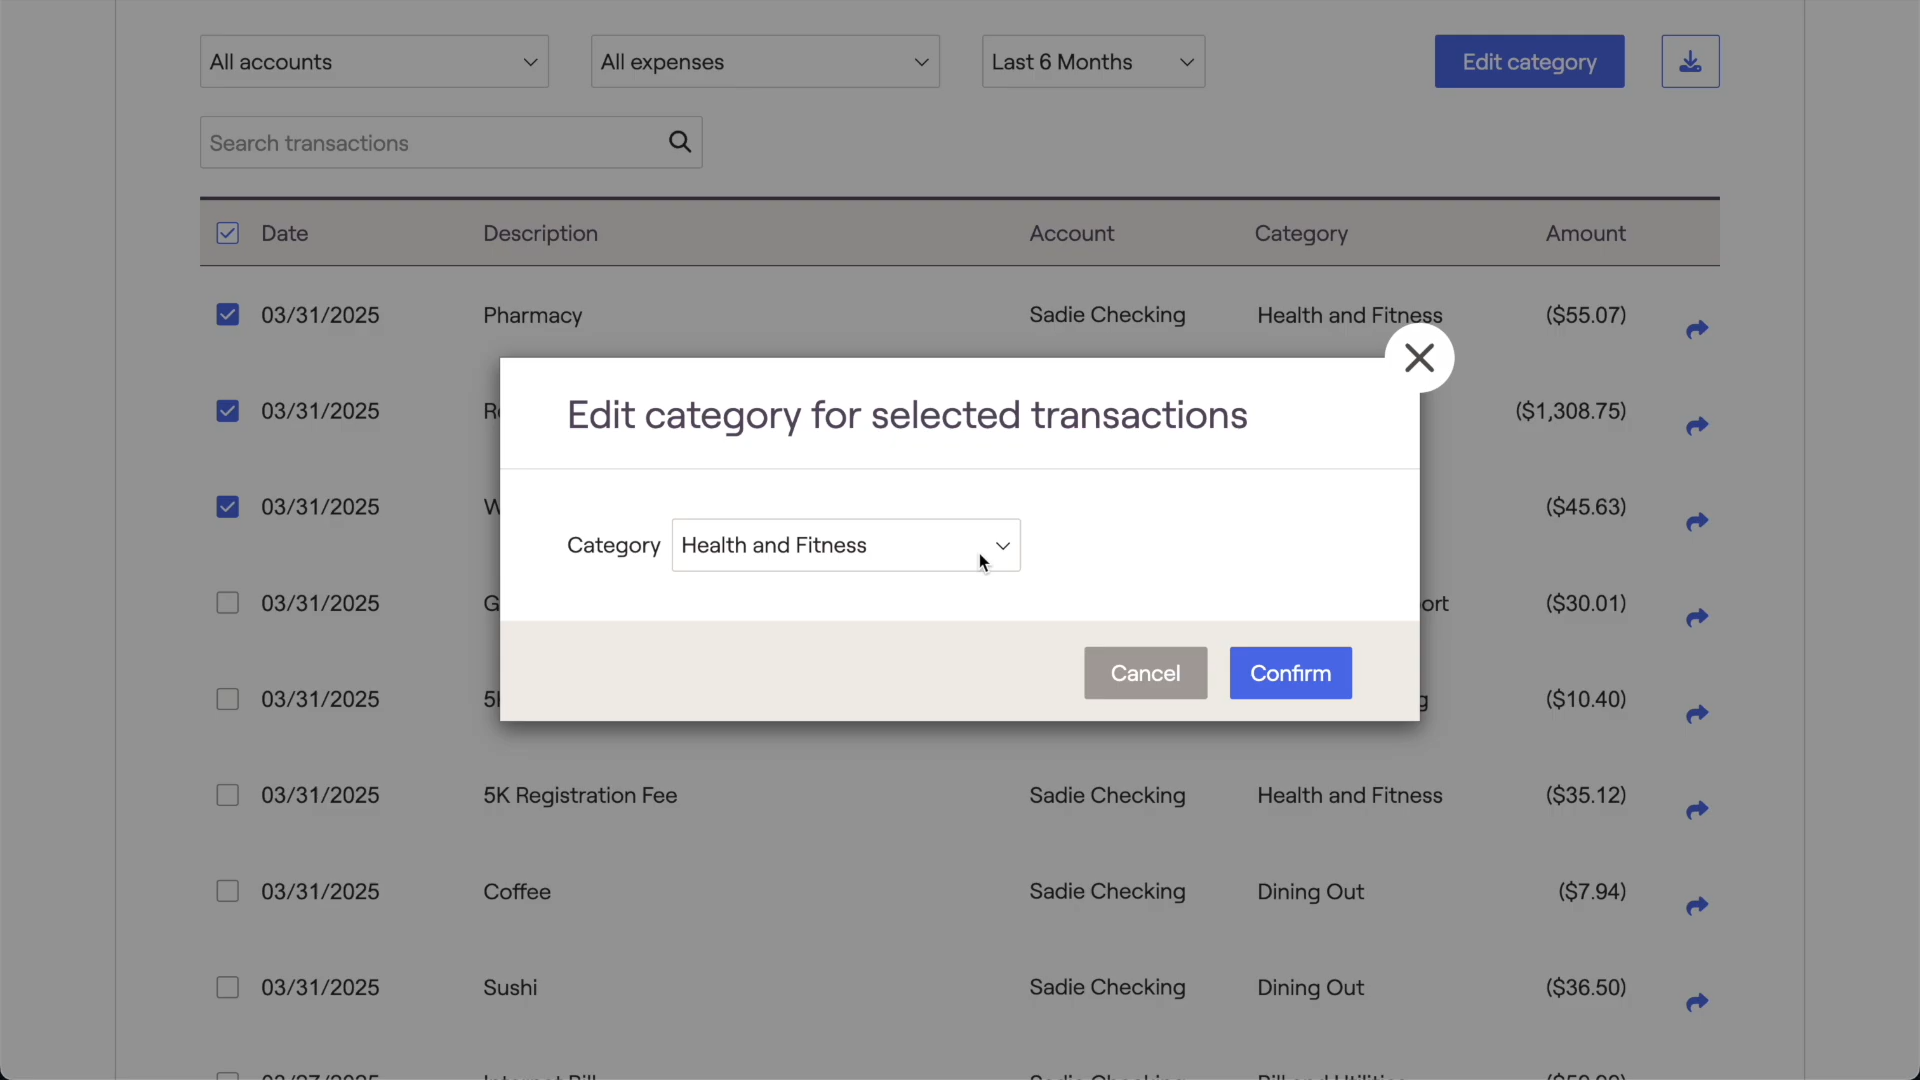 All accounts All expenses Last 6 Months Edit category
Search transactions
Date Description Account Category Amount
03/31/2025 Pharmacy Sadie Checking Health and Fitness ($55.07)
03/31/2025 ($1,308.75)
Edit category for selected transactions
03/31/2025 ($45.63)
Category Health and Fitness
03/31/2025 ($30.01)
Cancel Confirm
03/31/2025 ($10.40)
03/31/2025 5K Registration Fee Sadie Checking Health and Fitness ($35.12)
03/31/2025 Coffee Sadie Checking Dining Out ($7.94)
03/31/2025 Sushi Sadie Checking Dining Out ($36.50)